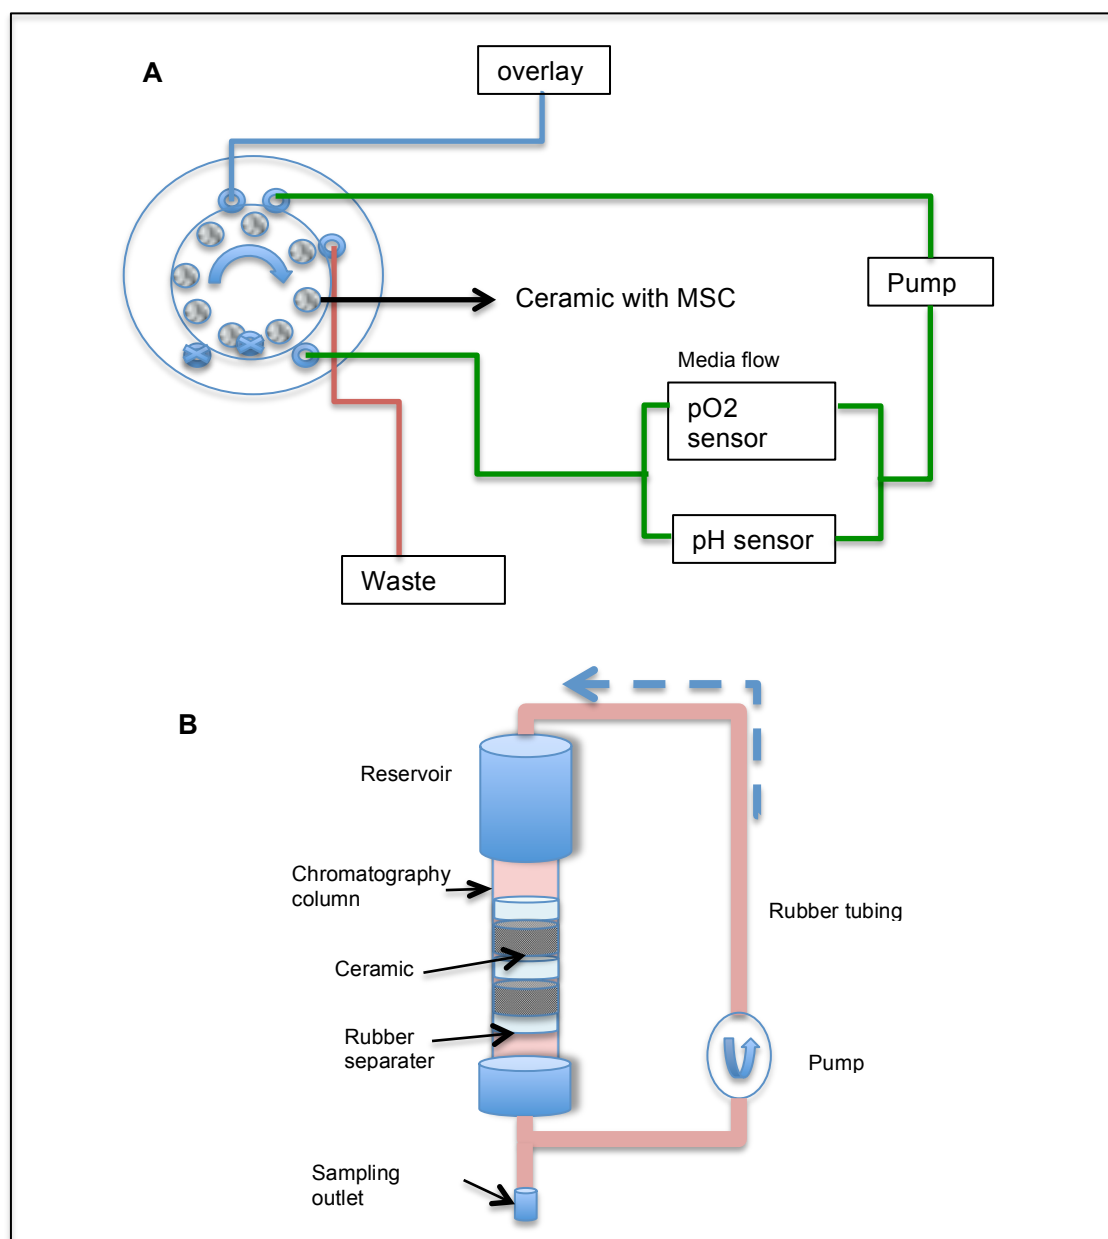 A
overlay
Pump
Ceramic with MSC
Media flow
pO2
sensor
pH sensor
Waste
B
Reservoir
Chromatography
column
Rubber tubing
Ceramic
Rubber
separater
Pump
Sampling
outlet